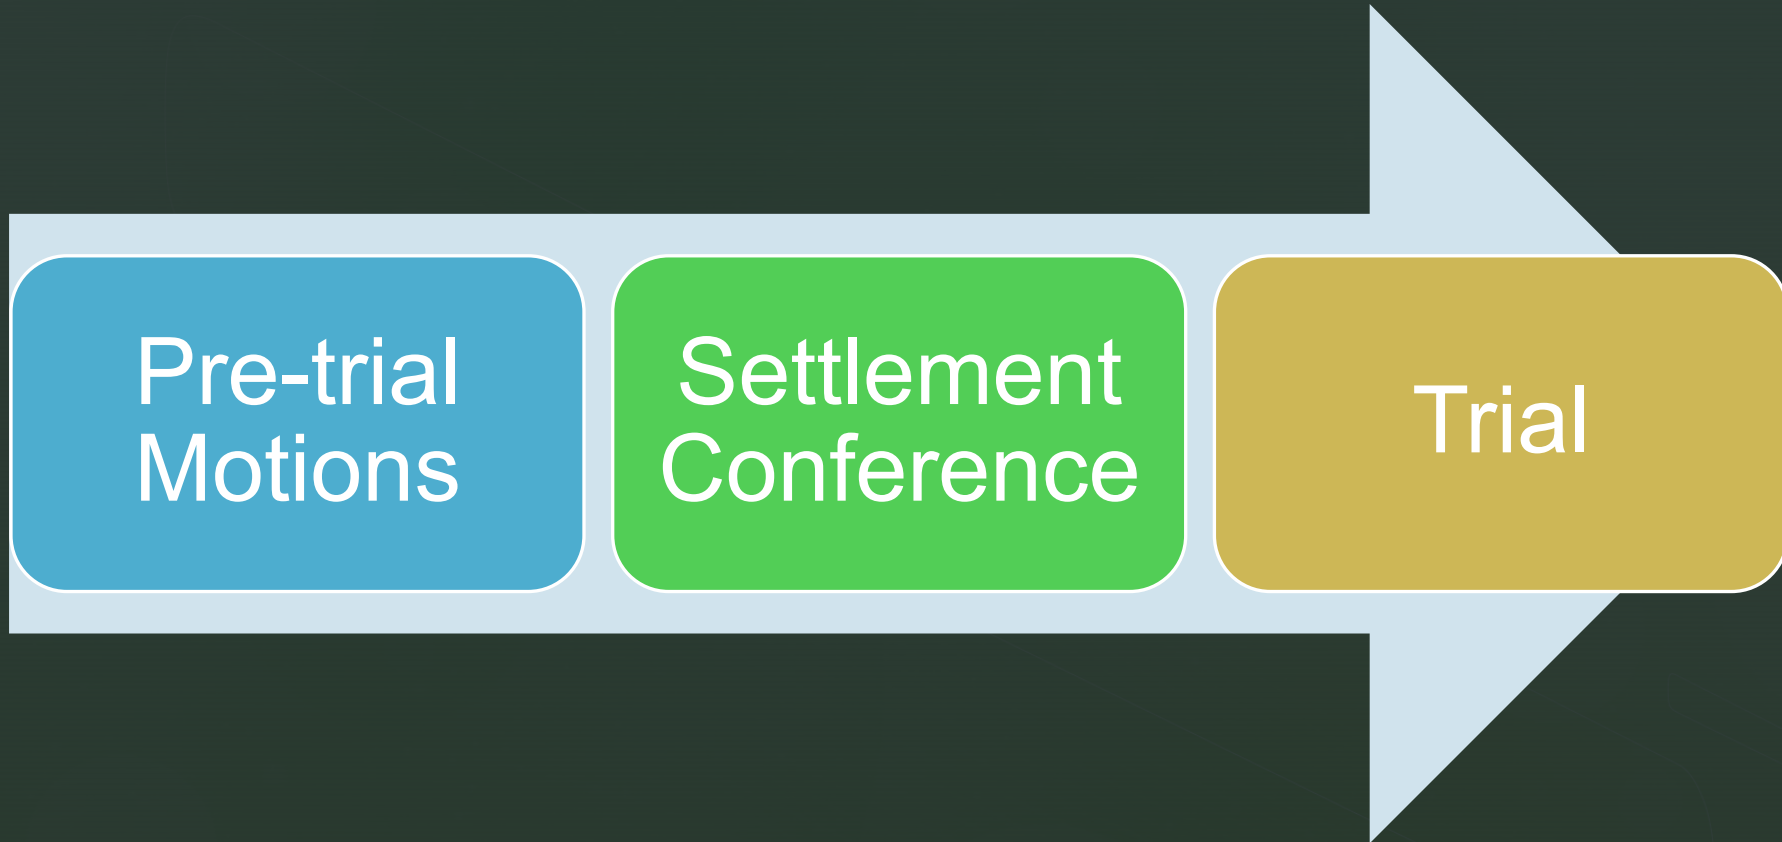 Pre-trial
Motions
Settlement
Conference
Trial